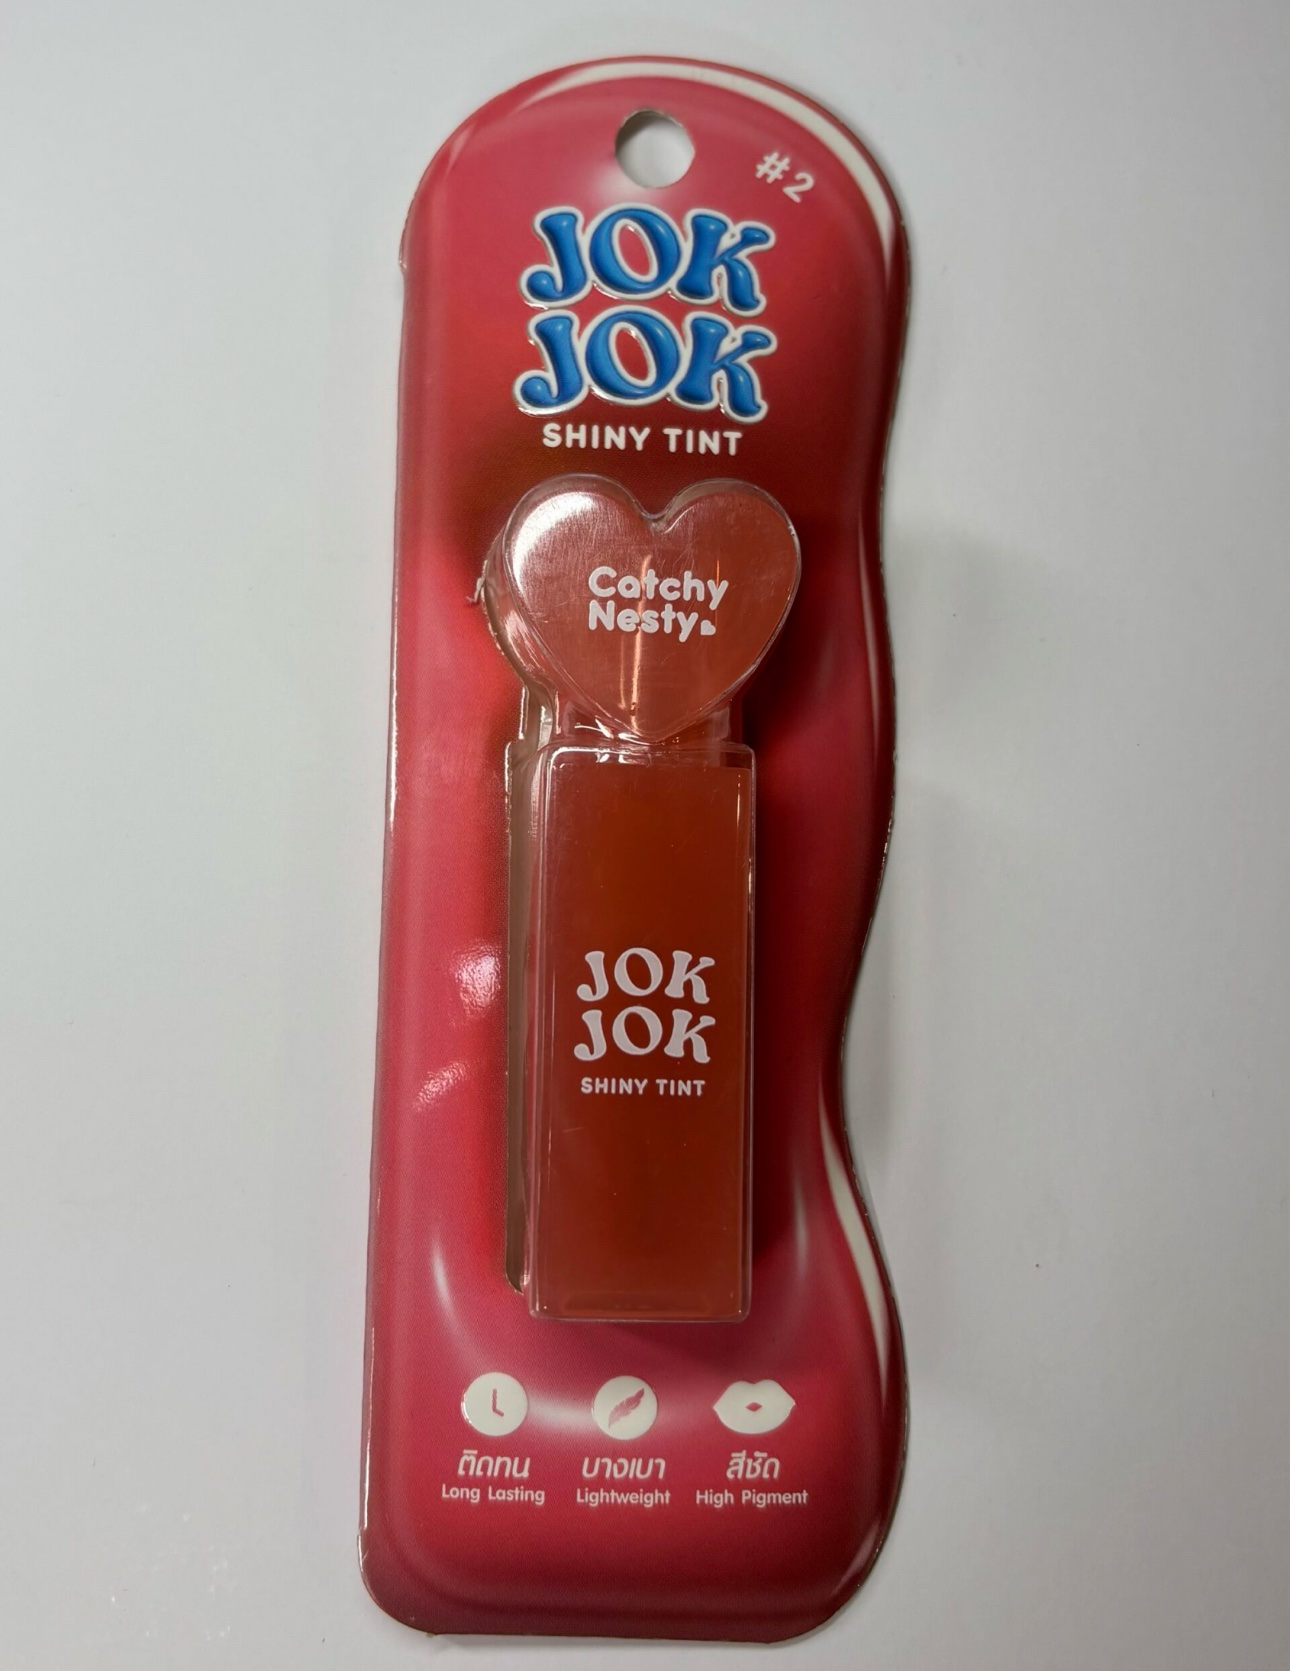 #2
JOK
JOK
SHINY TINT
Catchy
Nesty
JOK
JOK
SHINY TINT
ติดทน บางเบา สีชัด
Long Lasting Lightweight High Pigment